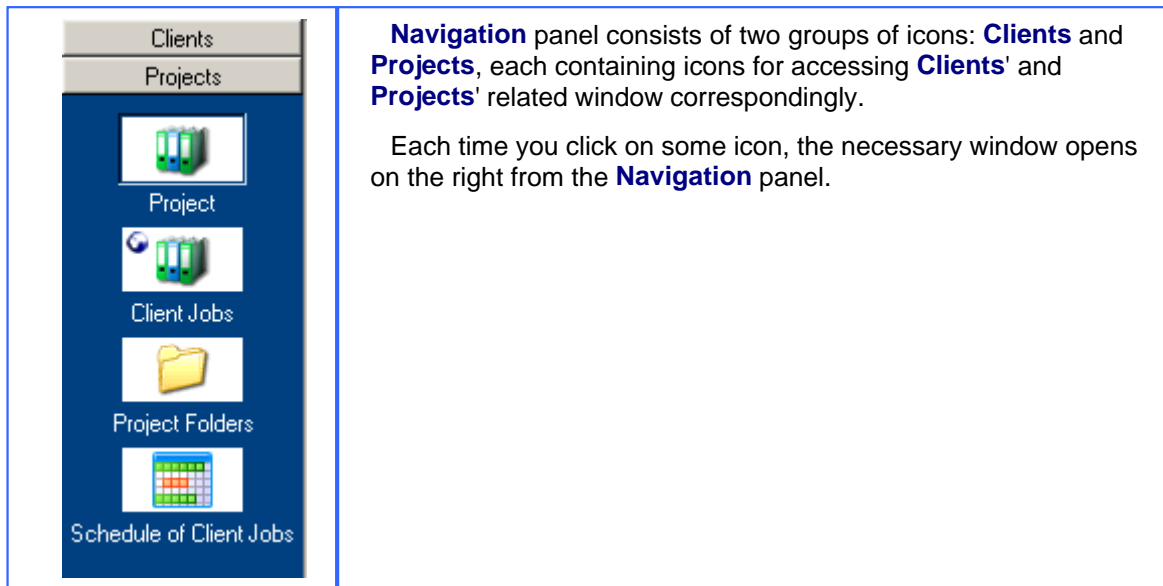 Clients
Projects
Project
Client Jobs
Project Folders
Schedule of Client Jobs
Navigation panel consists of two groups of icons: Clients and
Projects, each containing icons for accessing Clients' and
Projects' related window correspondingly.
Each time you click on some icon, the necessary window opens
on the right from the Navigation panel.